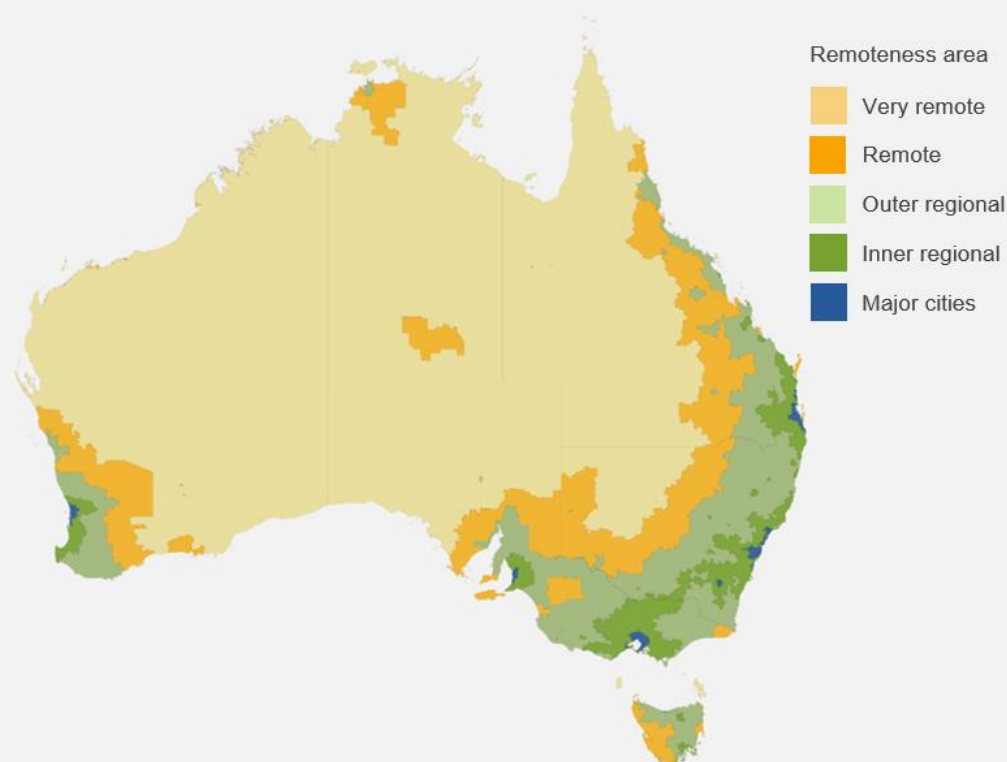 Remoteness area
Very remote
Remote
Outer regional
Inner regional
Major cities